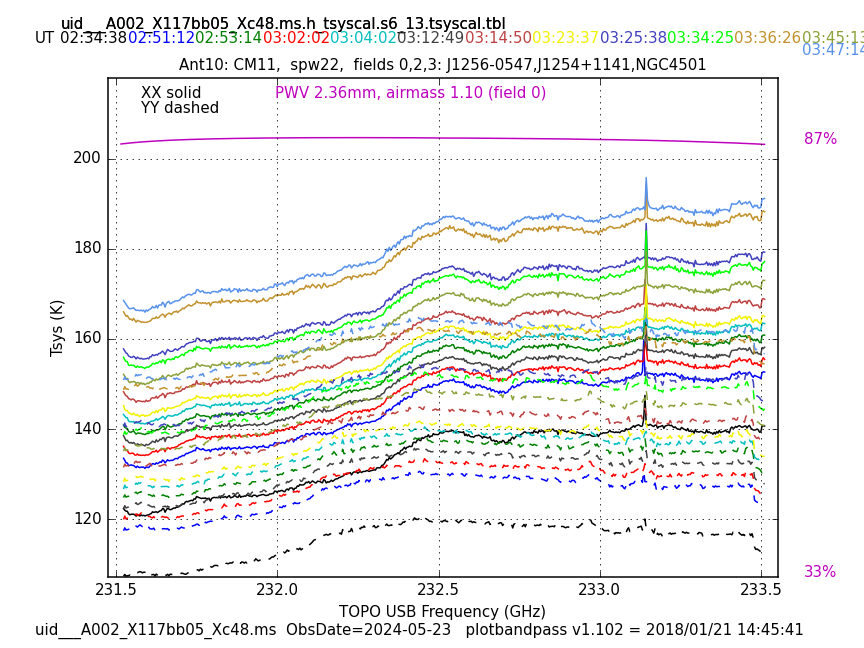 uid___A002_X117bb05_Xc48.ms.h_tsyscal.s6_13.tsyscal.tbl
UT 02:34:38 02:51:12 02:53:14 03:02:02 03:04:02 03:12:49 03:14:50 03:23:37 03:25:38 03:34:25 03:36:26 03:45:13
03:47:14
Ant10: CM11,  spw22,  fields 0,2,3: J1256-0547,J1254+1141,NGC4501
XX solid
PWV 2.36mm, airmass 1.10 (field 0)
YY dashed
87%
200
180
160
140
120
Tsys (K)
33%
231.5 232.0 232.5 233.0 233.5
TOPO USB Frequency (GHz)
uid___A002_X117bb05_Xc48.ms  ObsDate=2024-05-23   plotbandpass v1.102 = 2018/01/21 14:45:41